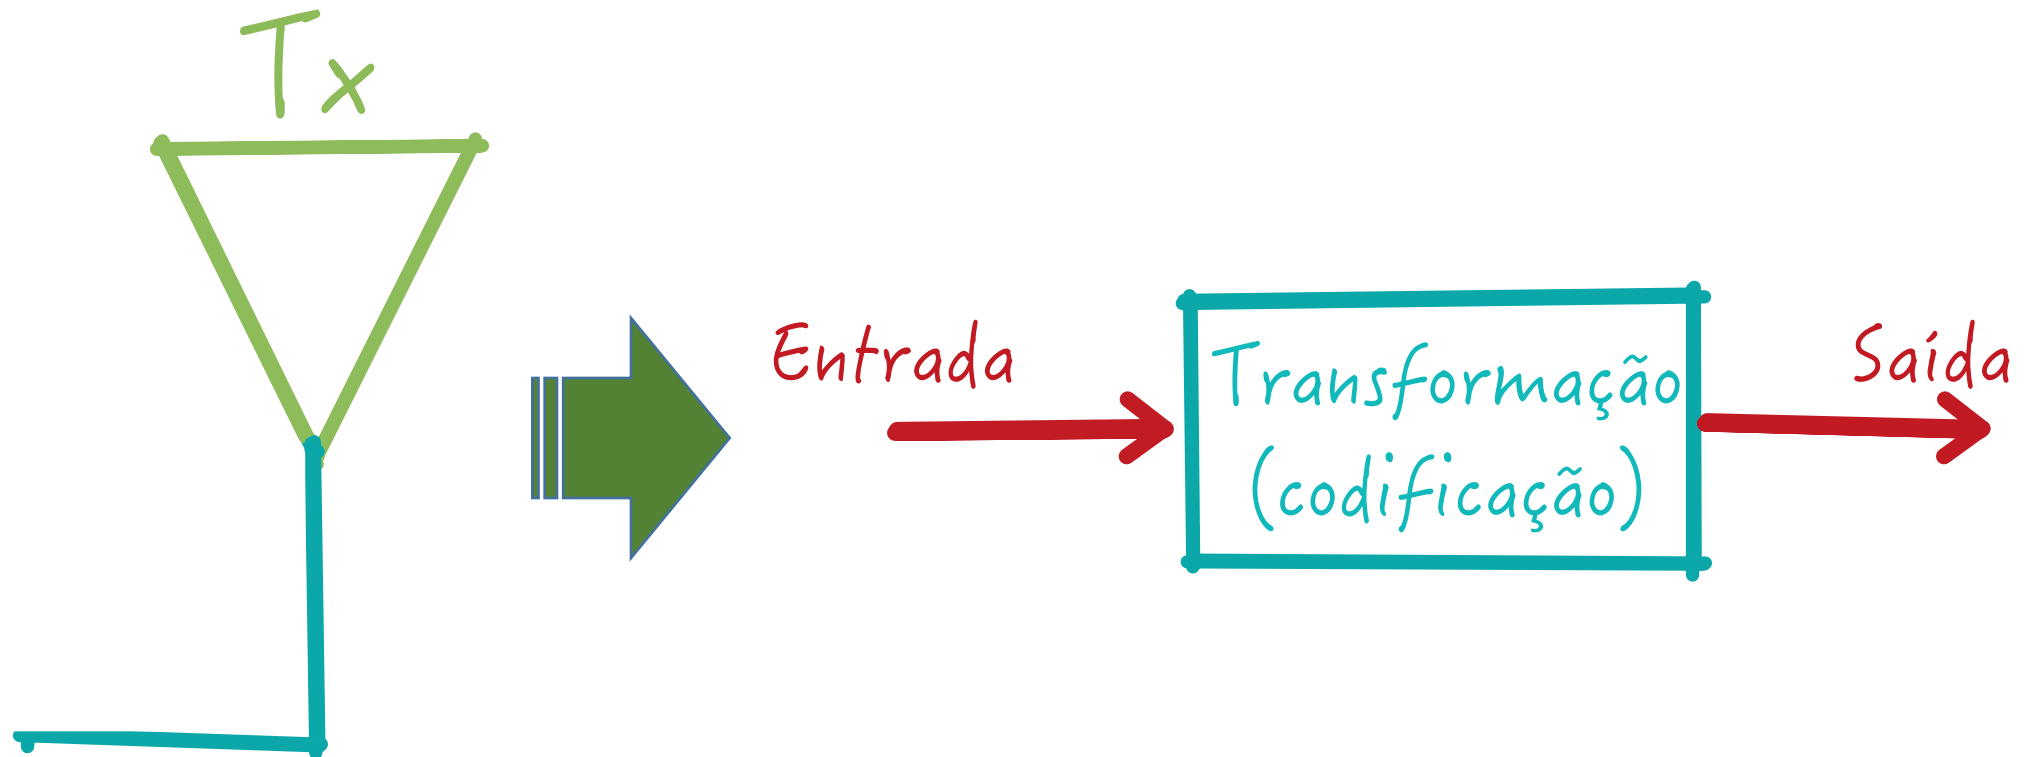 Tx
Entrada
Transformação
(codificação)
Saída